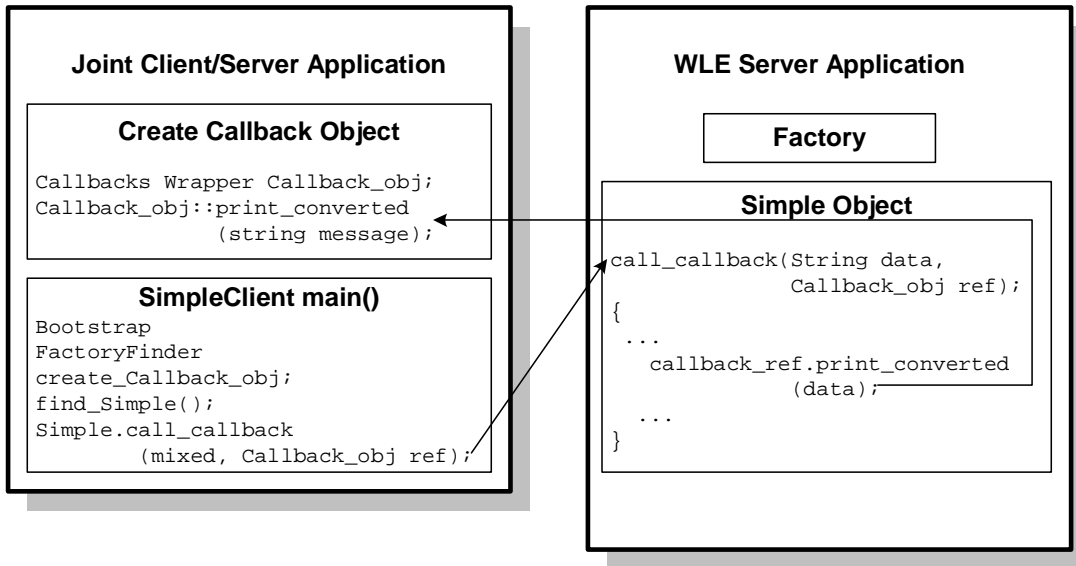 Joint Client/Server Application
Create Callback Object
Callbacks Wrapper Callback_obj;
Callback_obj::print_converted
(string message);
SimpleClient main()
Bootstrap
FactoryFinder
create_Callback_obj;
find_Simple();
Simple.call_callback
(mixed, Callback_obj ref);
WLE Server Application
Factory
Simple Object
call_callback(String data,
Callback_obj ref);
{
...
callback_ref.print_converted
(data);
...
}